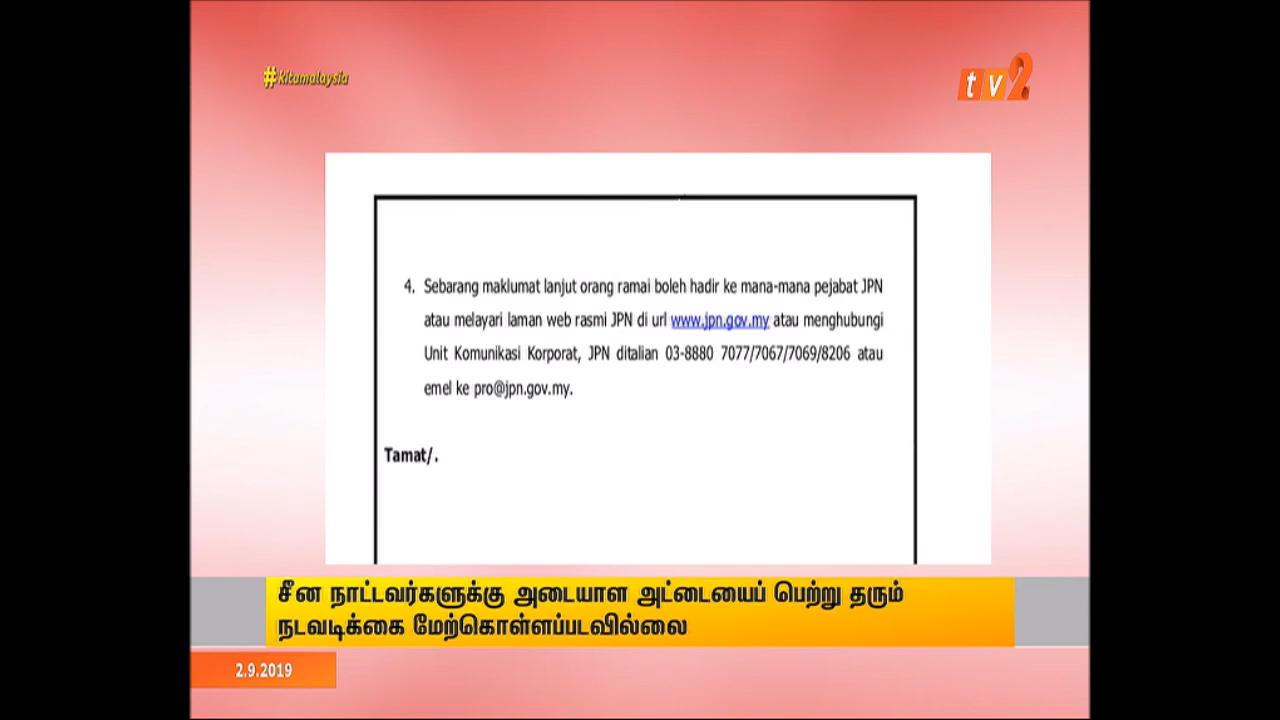 #kitamalaysia
tv2
4. Sebarang maklumat lanjut orang ramai boleh hadir ke mana-mana pejabat JPN
atau melayari laman web rasmi JPN di url www.jpn.gov.my atau menghubungi
Unit Komunikasi Korporat, JPN ditalian 03-8880 7077/7067/7069/8206 atau
emel ke pro@jpn.gov.my.
Tamat/.
சீன நாட்டவர்களுக்கு அடையாள அட்டையைப் பெற்று தரும்
நடவடிக்கை மேற்கொள்ளப்படவில்லை
2.9.2019